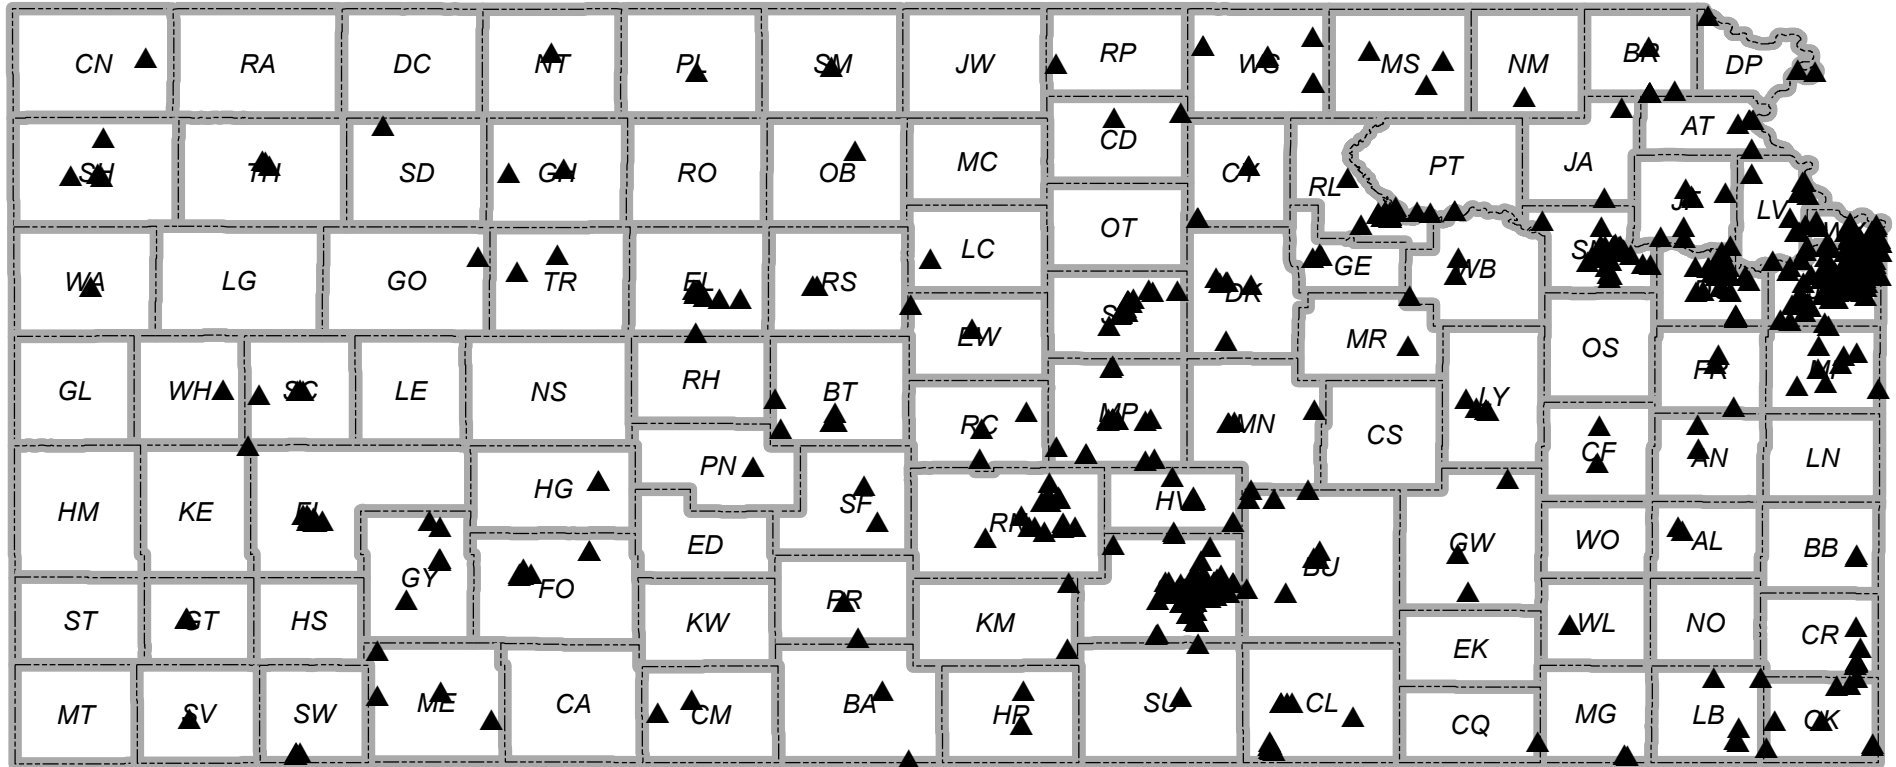 CN RA DC NT PL SM JW RP WS MS NM BR DP
SH TH SD GH RO OB MC CD CY RL PT JA AT
WA LG GO TR EL RS LC OT DK GE WB SN JF LV
GL WH SC LE NS RH BT EW MR OS FR MI
HM KE FI HG PN SF RC MP MN CS LY CF AN LN
GY FO ED RN HV BU GW WO AL BB
ST GT HS KW PR KM EK WL NO CR
MT SV SW ME CA CM BA HP SU CL CQ MG LB CK